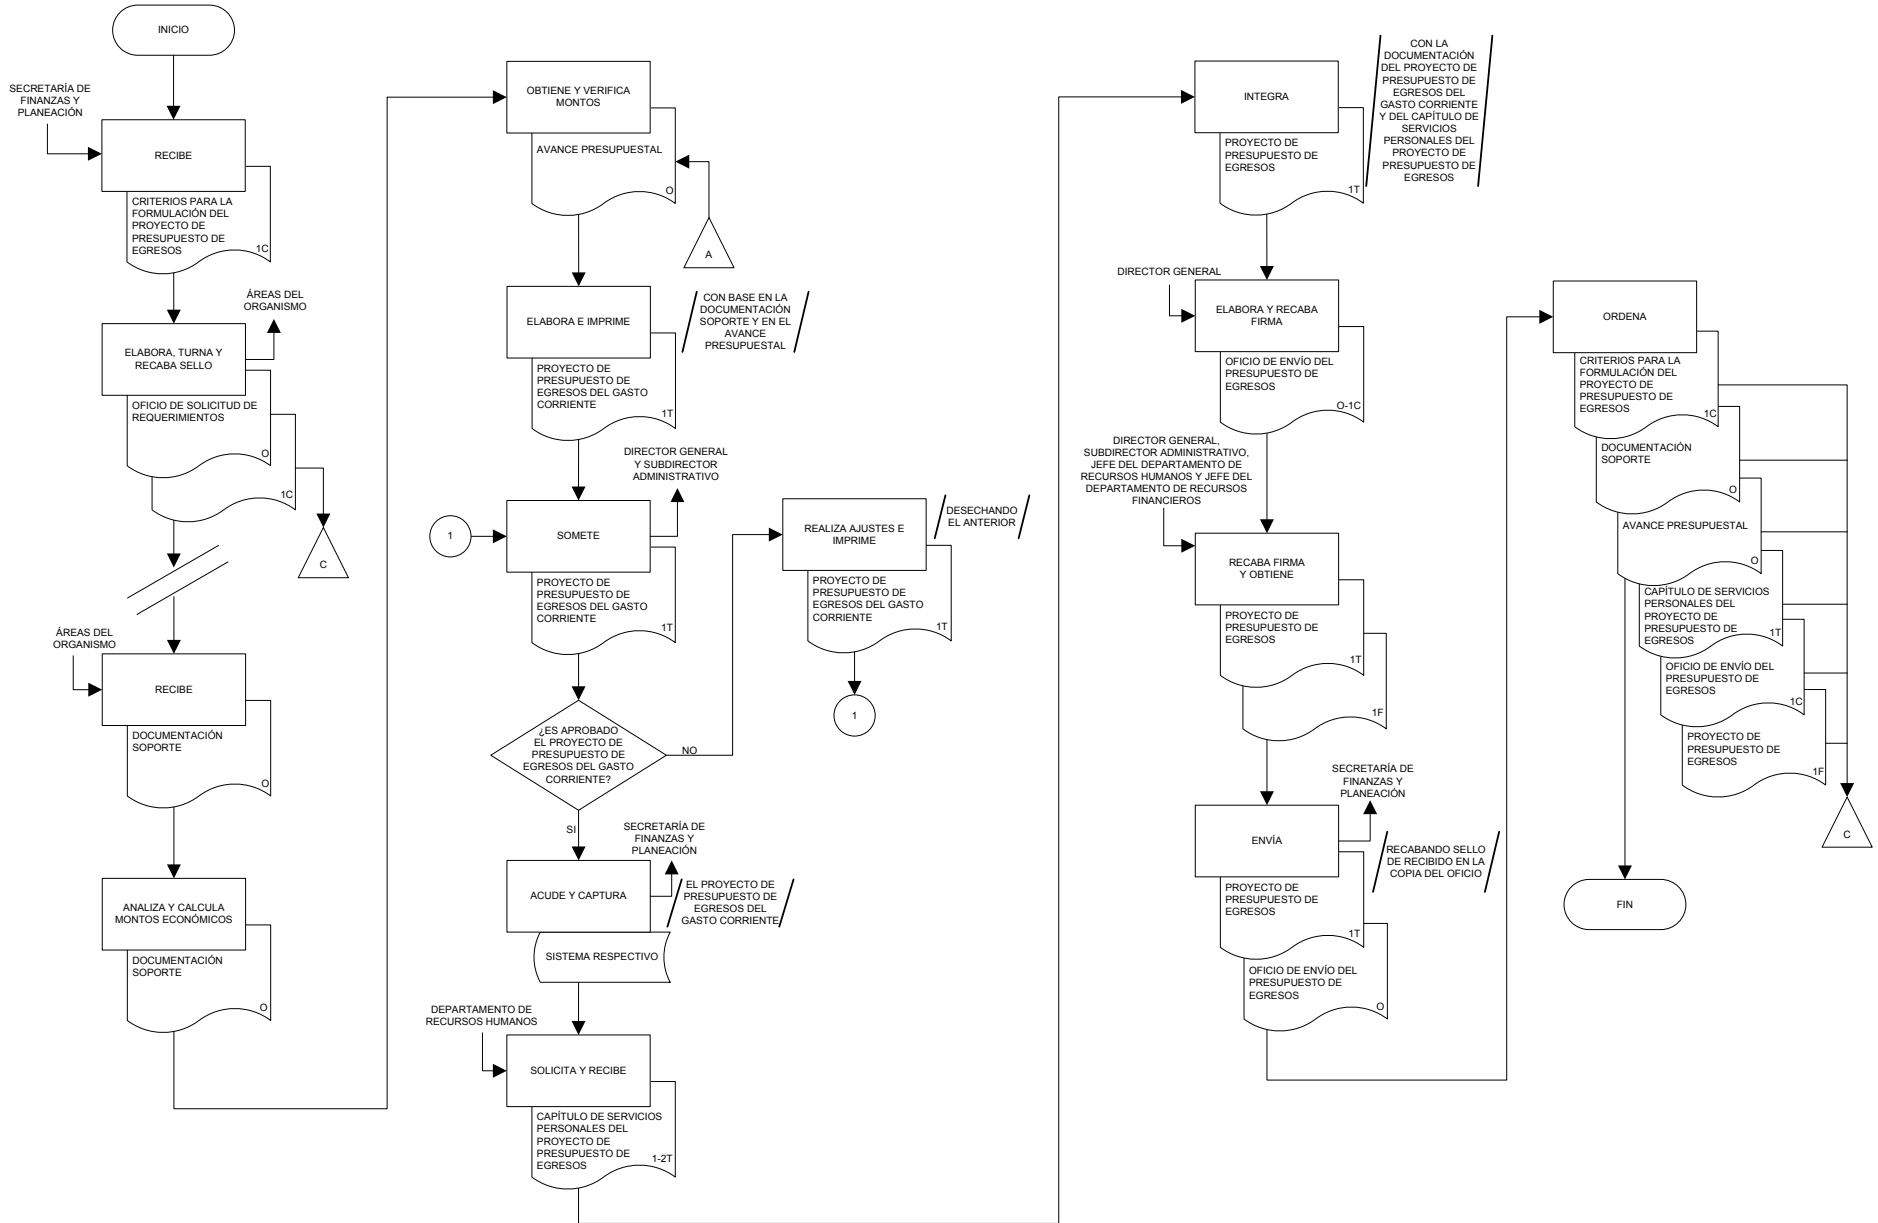 INICIO
SECRETARÍA DE
FINANZAS Y
PLANEACIÓN
RECIBE
CRITERIOS PARA LA
FORMULACIÓN DEL
PROYECTO DE
PRESUPUESTO DE
EGRESOS
1C
ÁREAS DEL
ORGANISMO
ELABORA, TURNA Y
RECABA SELLO
OFICIO DE SOLICITUD DE
REQUERIMIENTOS
O
1C
C
ÁREAS DEL
ORGANISMO
RECIBE
DOCUMENTACIÓN
SOPORTE
O
ANALIZA Y CALCULA
MONTOS ECONÓMICOS
DOCUMENTACIÓN
SOPORTE
O
OBTIENE Y VERIFICA
MONTOS
AVANCE PRESUPUESTAL
O
A
ELABORA E IMPRIME
CON BASE EN LA
DOCUMENTACIÓN
SOPORTE Y EN EL
AVANCE
PRESUPUESTAL
PROYECTO DE
PRESUPUESTO DE
EGRESOS DEL GASTO
CORRIENTE
1T
DIRECTOR GENERAL
Y SUBDIRECTOR
ADMINISTRATIVO
1
SOMETE
PROYECTO DE
PRESUPUESTO DE
EGRESOS DEL GASTO
CORRIENTE
1T
REALIZA AJUSTES E
IMPRIME
DESECHANDO
EL ANTERIOR
PROYECTO DE
PRESUPUESTO DE
EGRESOS DEL GASTO
CORRIENTE
1T
1
¿ES APROBADO
EL PROYECTO DE
PRESUPUESTO DE
EGRESOS DEL GASTO
CORRIENTE?
NO
SI
SECRETARÍA DE
FINANZAS Y
PLANEACIÓN
ACUDE Y CAPTURA
EL PROYECTO DE
PRESUPUESTO DE
EGRESOS DEL
GASTO CORRIENTE
SISTEMA RESPECTIVO
DEPARTAMENTO DE
RECURSOS HUMANOS
SOLICITA Y RECIBE
CAPÍTULO DE SERVICIOS
PERSONALES DEL
PROYECTO DE
PRESUPUESTO DE
EGRESOS
1-2T
INTEGRA
CON LA
DOCUMENTACIÓN
DEL PROYECTO DE
PRESUPUESTO DE
EGRESOS DEL
GASTO CORRIENTE
Y DEL CAPÍTULO DE
SERVICIOS
PERSONALES DEL
PROYECTO DE
PRESUPUESTO DE
EGRESOS
PROYECTO DE
PRESUPUESTO DE
EGRESOS
1T
DIRECTOR GENERAL
ELABORA Y RECABA
FIRMA
OFICIO DE ENVÍO DEL
PRESUPUESTO DE
EGRESOS
O-1C
DIRECTOR GENERAL,
SUBDIRECTOR ADMINISTRATIVO,
JEFE DEL DEPARTAMENTO DE
RECURSOS HUMANOS Y JEFE DEL
DEPARTAMENTO DE RECURSOS
FINANCIEROS
RECABA FIRMA
Y OBTIENE
PROYECTO DE
PRESUPUESTO DE
EGRESOS
1T
1F
SECRETARÍA DE
FINANZAS Y
PLANEACIÓN
ENVÍA
RECABANDO SELLO
DE RECIBIDO EN LA
COPIA DEL OFICIO
PROYECTO DE
PRESUPUESTO DE
EGRESOS
1T
OFICIO DE ENVÍO DEL
PRESUPUESTO DE
EGRESOS
O
ORDENA
CRITERIOS PARA LA
FORMULACIÓN DEL
PROYECTO DE
PRESUPUESTO DE
EGRESOS
1C
DOCUMENTACIÓN
SOPORTE
O
AVANCE PRESUPUESTAL
O
CAPÍTULO DE SERVICIOS
PERSONALES DEL
PROYECTO DE
PRESUPUESTO DE
EGRESOS
1T
OFICIO DE ENVÍO DEL
PRESUPUESTO DE
EGRESOS
1C
PROYECTO DE
PRESUPUESTO DE
EGRESOS
1F
C
FIN